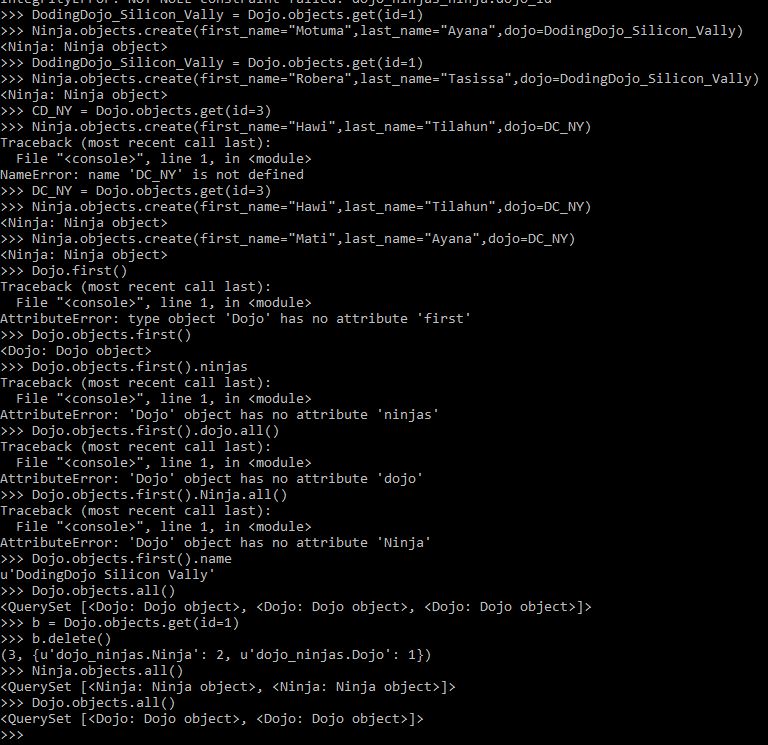 IntegrityError: NOT NULL constraint failed: dojo_ninjas_ninja.dojo_id
>>> DodingDojo_Silicon_Vally = Dojo.objects.get(id=1)
>>> Ninja.objects.create(first_name="Motuma",last_name="Ayana",dojo=DodingDojo_Silicon_Vally)
<Ninja: Ninja object>
>>> DodingDojo_Silicon_Vally = Dojo.objects.get(id=1)
>>> Ninja.objects.create(first_name="Robera",last_name="Tasissa",dojo=DodingDojo_Silicon_Vally)
<Ninja: Ninja object>
>>> CD_NY = Dojo.objects.get(id=3)
>>> Ninja.objects.create(first_name="Hawi",last_name="Tilahun",dojo=DC_NY)
Traceback (most recent call last):
  File "<console>", line 1, in <module>
NameError: name 'DC_NY' is not defined
>>> DC_NY = Dojo.objects.get(id=3)
>>> Ninja.objects.create(first_name="Hawi",last_name="Tilahun",dojo=DC_NY)
<Ninja: Ninja object>
>>> Ninja.objects.create(first_name="Mati",last_name="Ayana",dojo=DC_NY)
<Ninja: Ninja object>
>>> Dojo.first()
Traceback (most recent call last):
  File "<console>", line 1, in <module>
AttributeError: type object 'Dojo' has no attribute 'first'
>>> Dojo.objects.first()
<Dojo: Dojo object>
>>> Dojo.objects.first().ninjas
Traceback (most recent call last):
  File "<console>", line 1, in <module>
AttributeError: 'Dojo' object has no attribute 'ninjas'
>>> Dojo.objects.first().dojo.all()
Traceback (most recent call last):
  File "<console>", line 1, in <module>
AttributeError: 'Dojo' object has no attribute 'dojo'
>>> Dojo.objects.first().Ninja.all()
Traceback (most recent call last):
  File "<console>", line 1, in <module>
AttributeError: 'Dojo' object has no attribute 'Ninja'
>>> Dojo.objects.first().name
u'DodingDojo Silicon Vally'
>>> Dojo.objects.all()
<QuerySet [<Dojo: Dojo object>, <Dojo: Dojo object>, <Dojo: Dojo object>]>
>>> b = Dojo.objects.get(id=1)
>>> b.delete()
(3, {u'dojo_ninjas.Ninja': 2, u'dojo_ninjas.Dojo': 1})
>>> Ninja.objects.all()
<QuerySet [<Ninja: Ninja object>, <Ninja: Ninja object>]>
>>> Dojo.objects.all()
<QuerySet [<Dojo: Dojo object>, <Dojo: Dojo object>]>
>>>